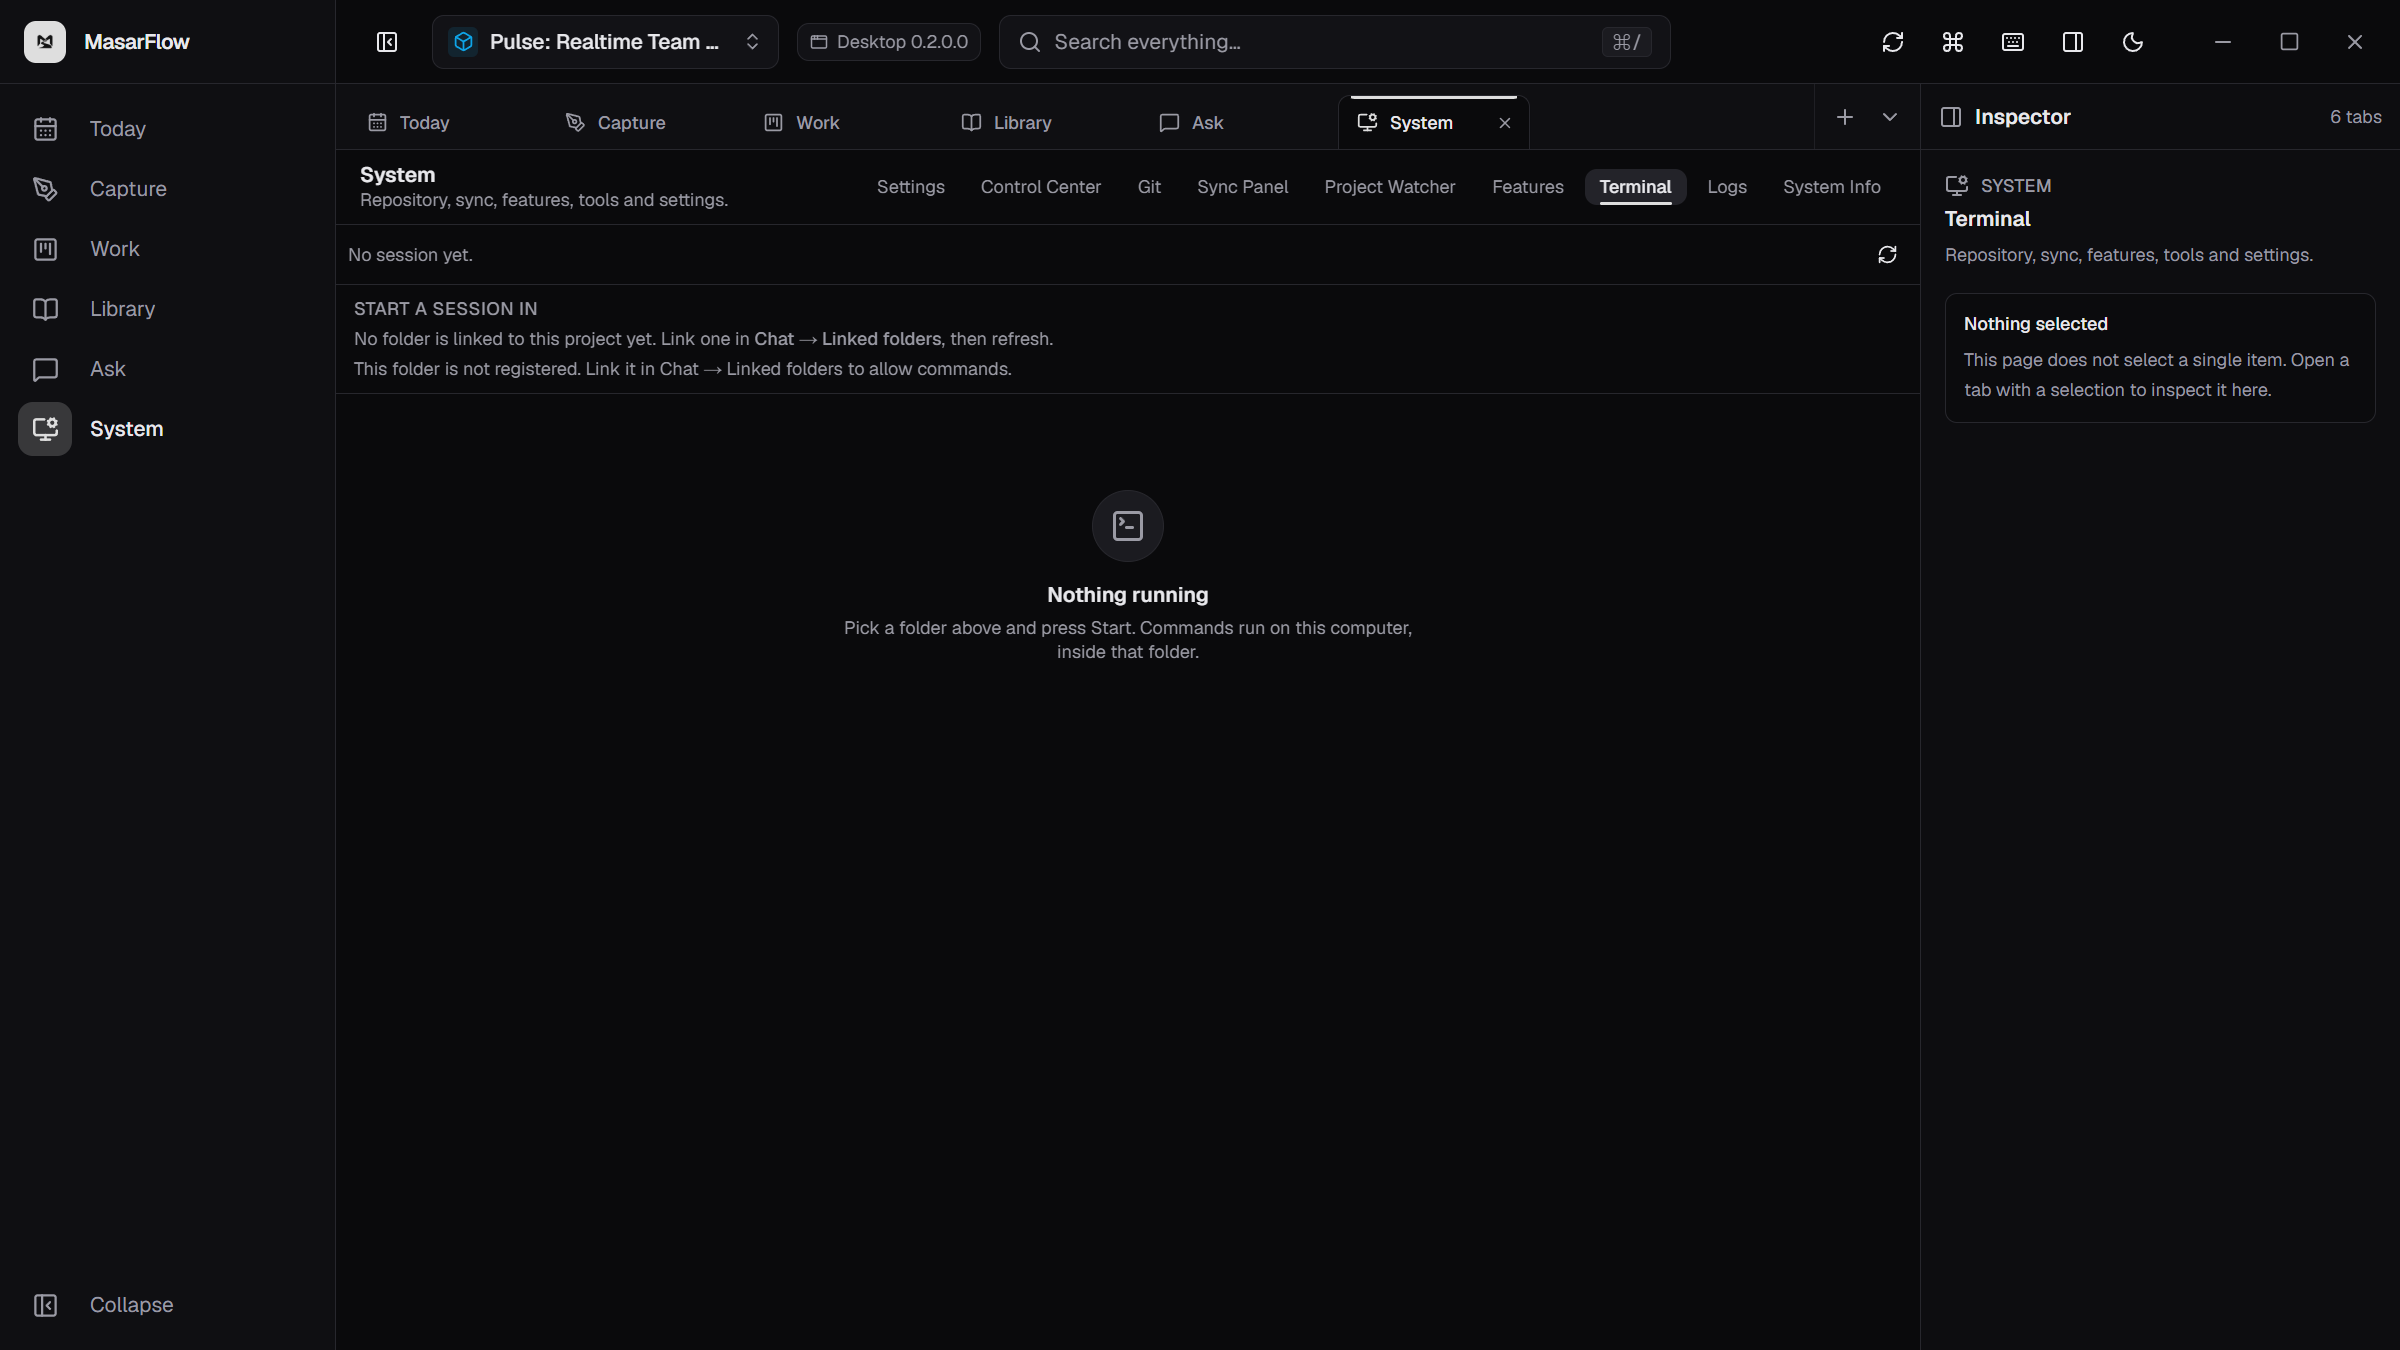 MasarFlow
Pulse: Realtime Team ...
Desktop 0.2.0.0
Search everything...
⌘/
Today
Capture
Work
Library
Ask
System
Collapse
Today
Capture
Work
Library
Ask
System
System
Repository, sync, features, tools and settings.
Settings
Control Center
Git
Sync Panel
Project Watcher
Features
Terminal
Logs
System Info
No session yet.
START A SESSION IN
No folder is linked to this project yet. Link one in Chat → Linked folders, then refresh.
This folder is not registered. Link it in Chat → Linked folders to allow commands.
Nothing running
Pick a folder above and press Start. Commands run on this computer,
inside that folder.
Inspector
6 tabs
SYSTEM
Terminal
Repository, sync, features, tools and settings.
Nothing selected
This page does not select a single item. Open a
tab with a selection to inspect it here.